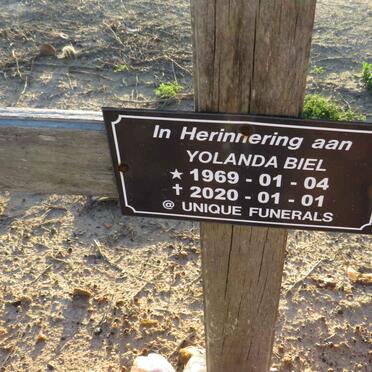 In Herinnering aan
YOLANDA BIEL
★ 1969 - 01 - 04
✝ 2020 - 01 - 01
@ UNIQUE FUNERALS